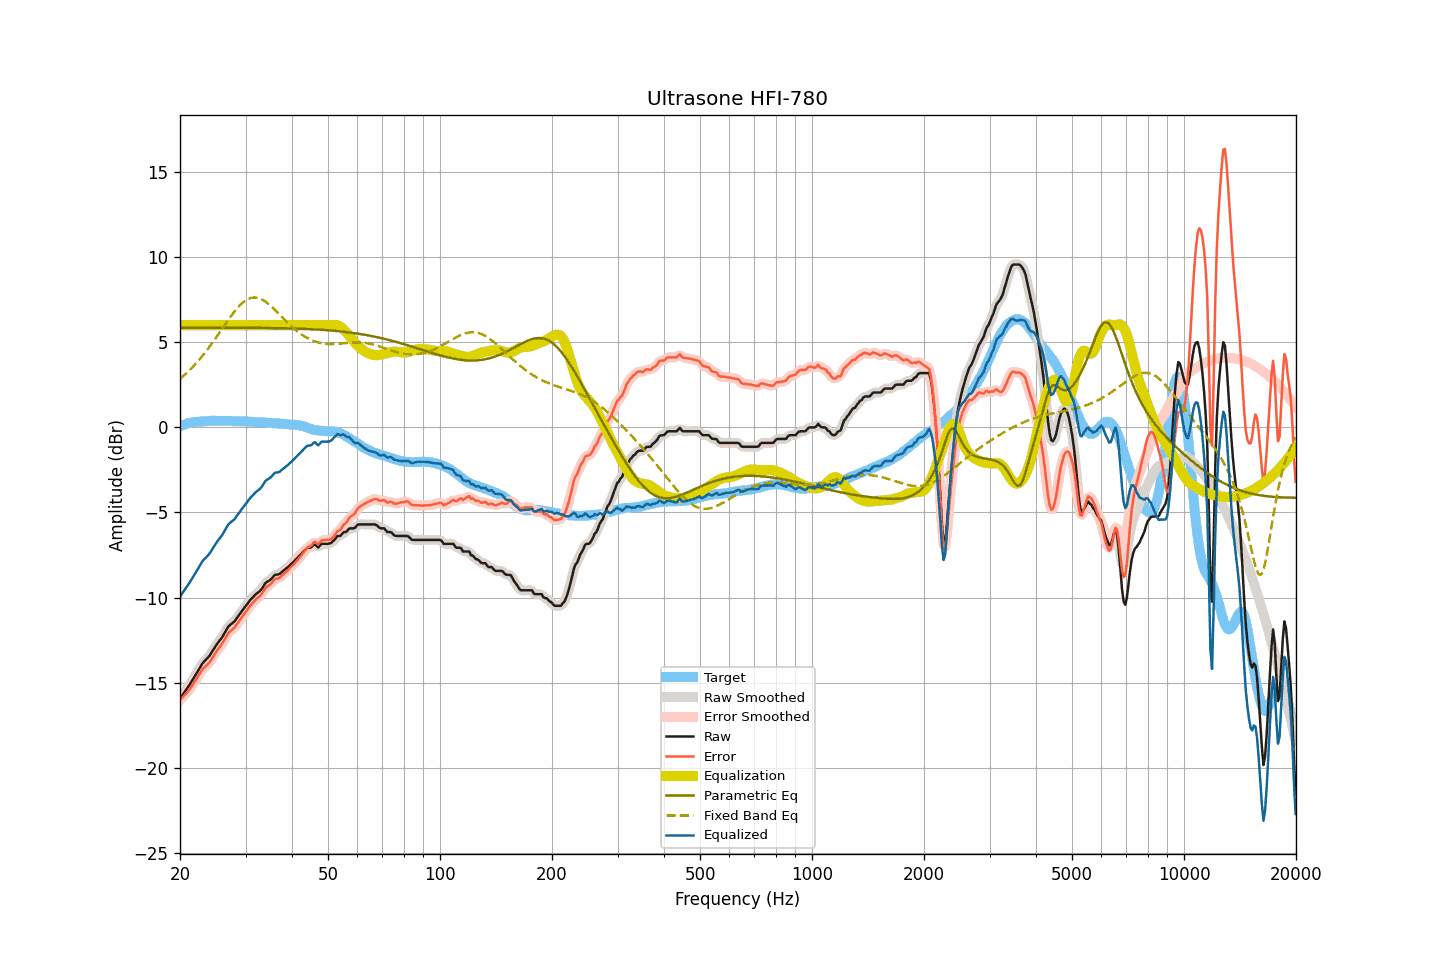 Ultrasone HFI-780
Amplitude (dBr)
15
10
5
0
−5
−10
−15
−20
−25
Target
Raw Smoothed
Error Smoothed
Raw
Error
Equalization
Parametric Eq
Fixed Band Eq
Equalized
20 50 100 200 500 1000 2000 5000 10000 20000
Frequency (Hz)